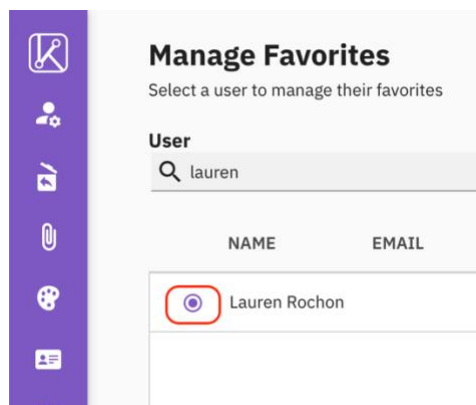 Manage Favorites
Select a user to manage their favorites
User
lauren
NAME EMAIL
Lauren Rochon